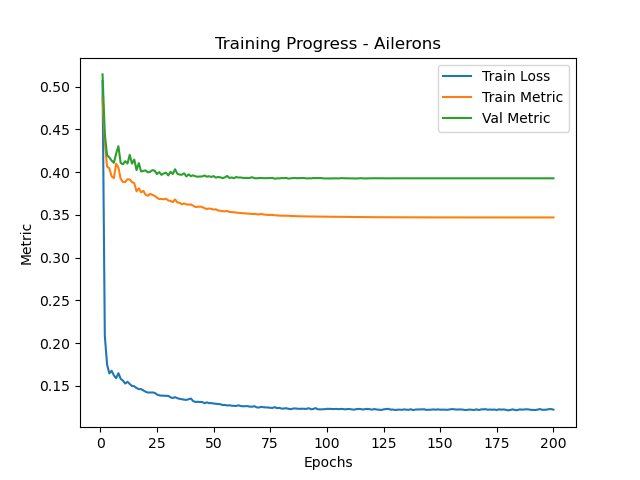 Training Progress - Ailerons
Train Loss
Train Metric
Val Metric
Metric
0.50
0.45
0.40
0.35
0.30
0.25
0.20
0.15
0 25 50 75 100 125 150 175 200
Epochs